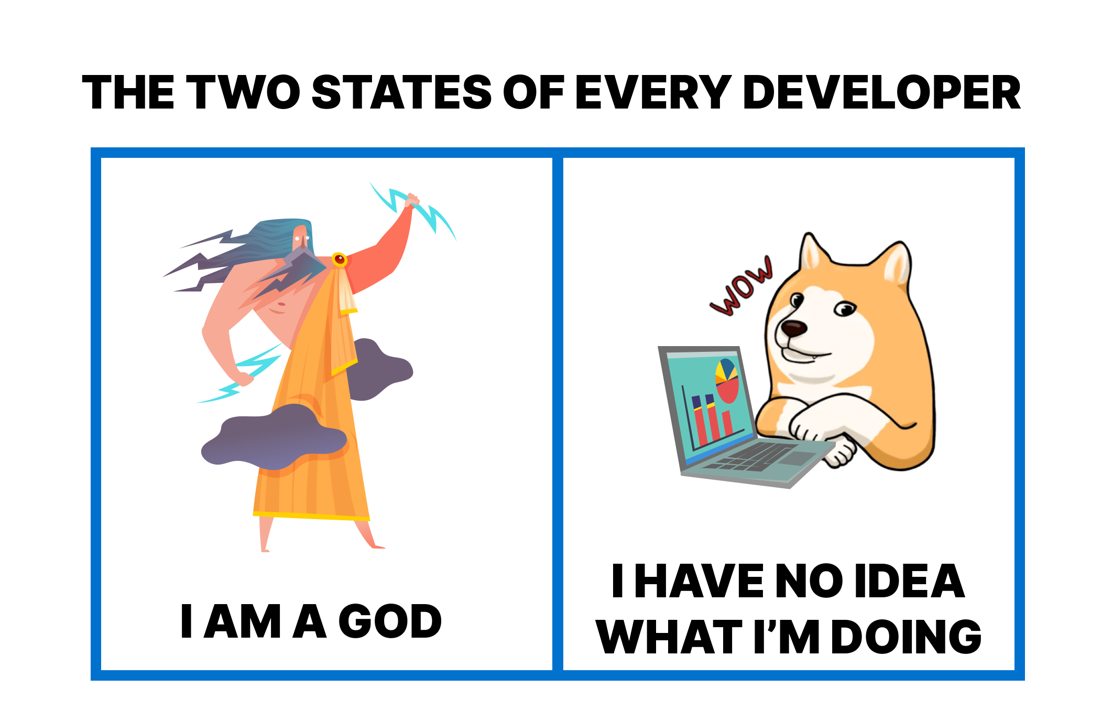 THE TWO STATES OF EVERY DEVELOPER
WOW
I AM A GOD
I HAVE NO IDEA
WHAT I'M DOING